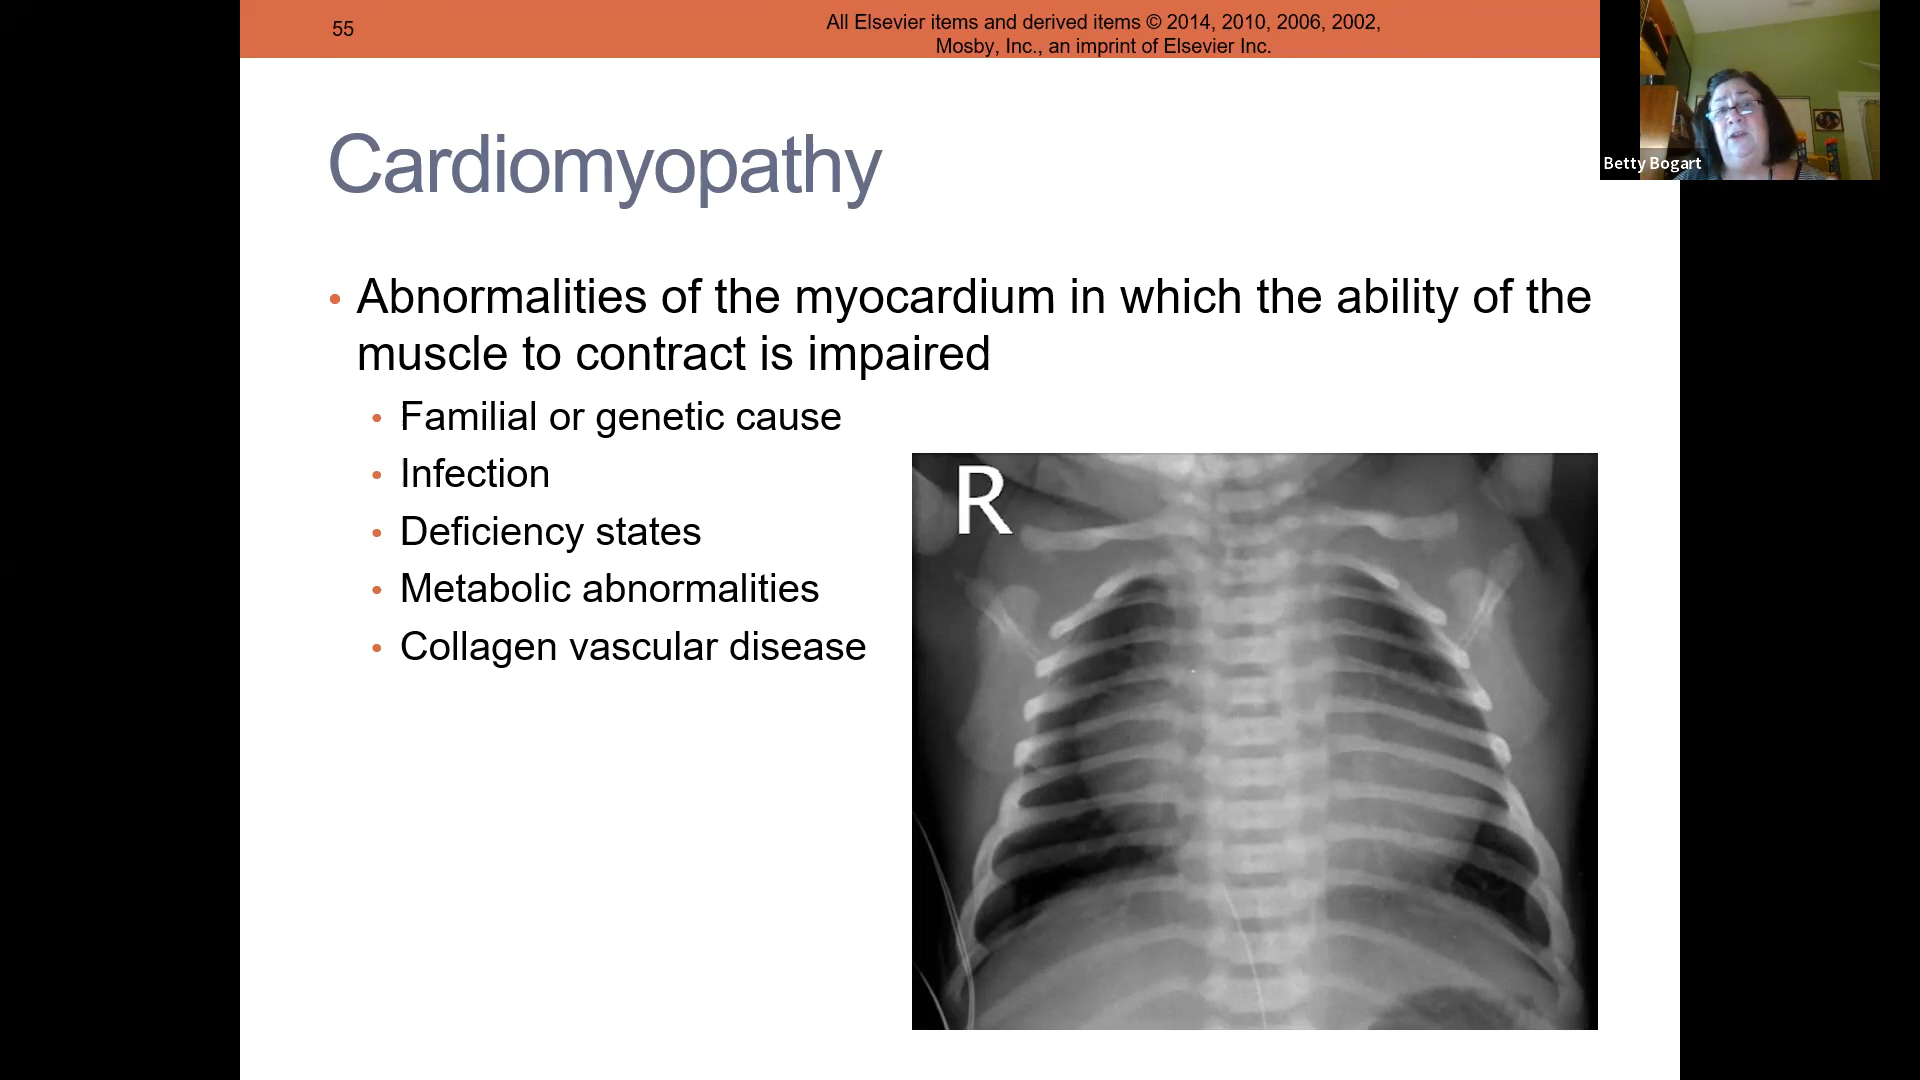 55
All Elsevier items and derived items © 2014, 2010, 2006, 2002,
Mosby, Inc., an imprint of Elsevier Inc.
Betty Bogart
Cardiomyopathy
• Abnormalities of the myocardium in which the ability of the
muscle to contract is impaired
• Familial or genetic cause
• Infection
• Deficiency states
• Metabolic abnormalities
• Collagen vascular disease
R